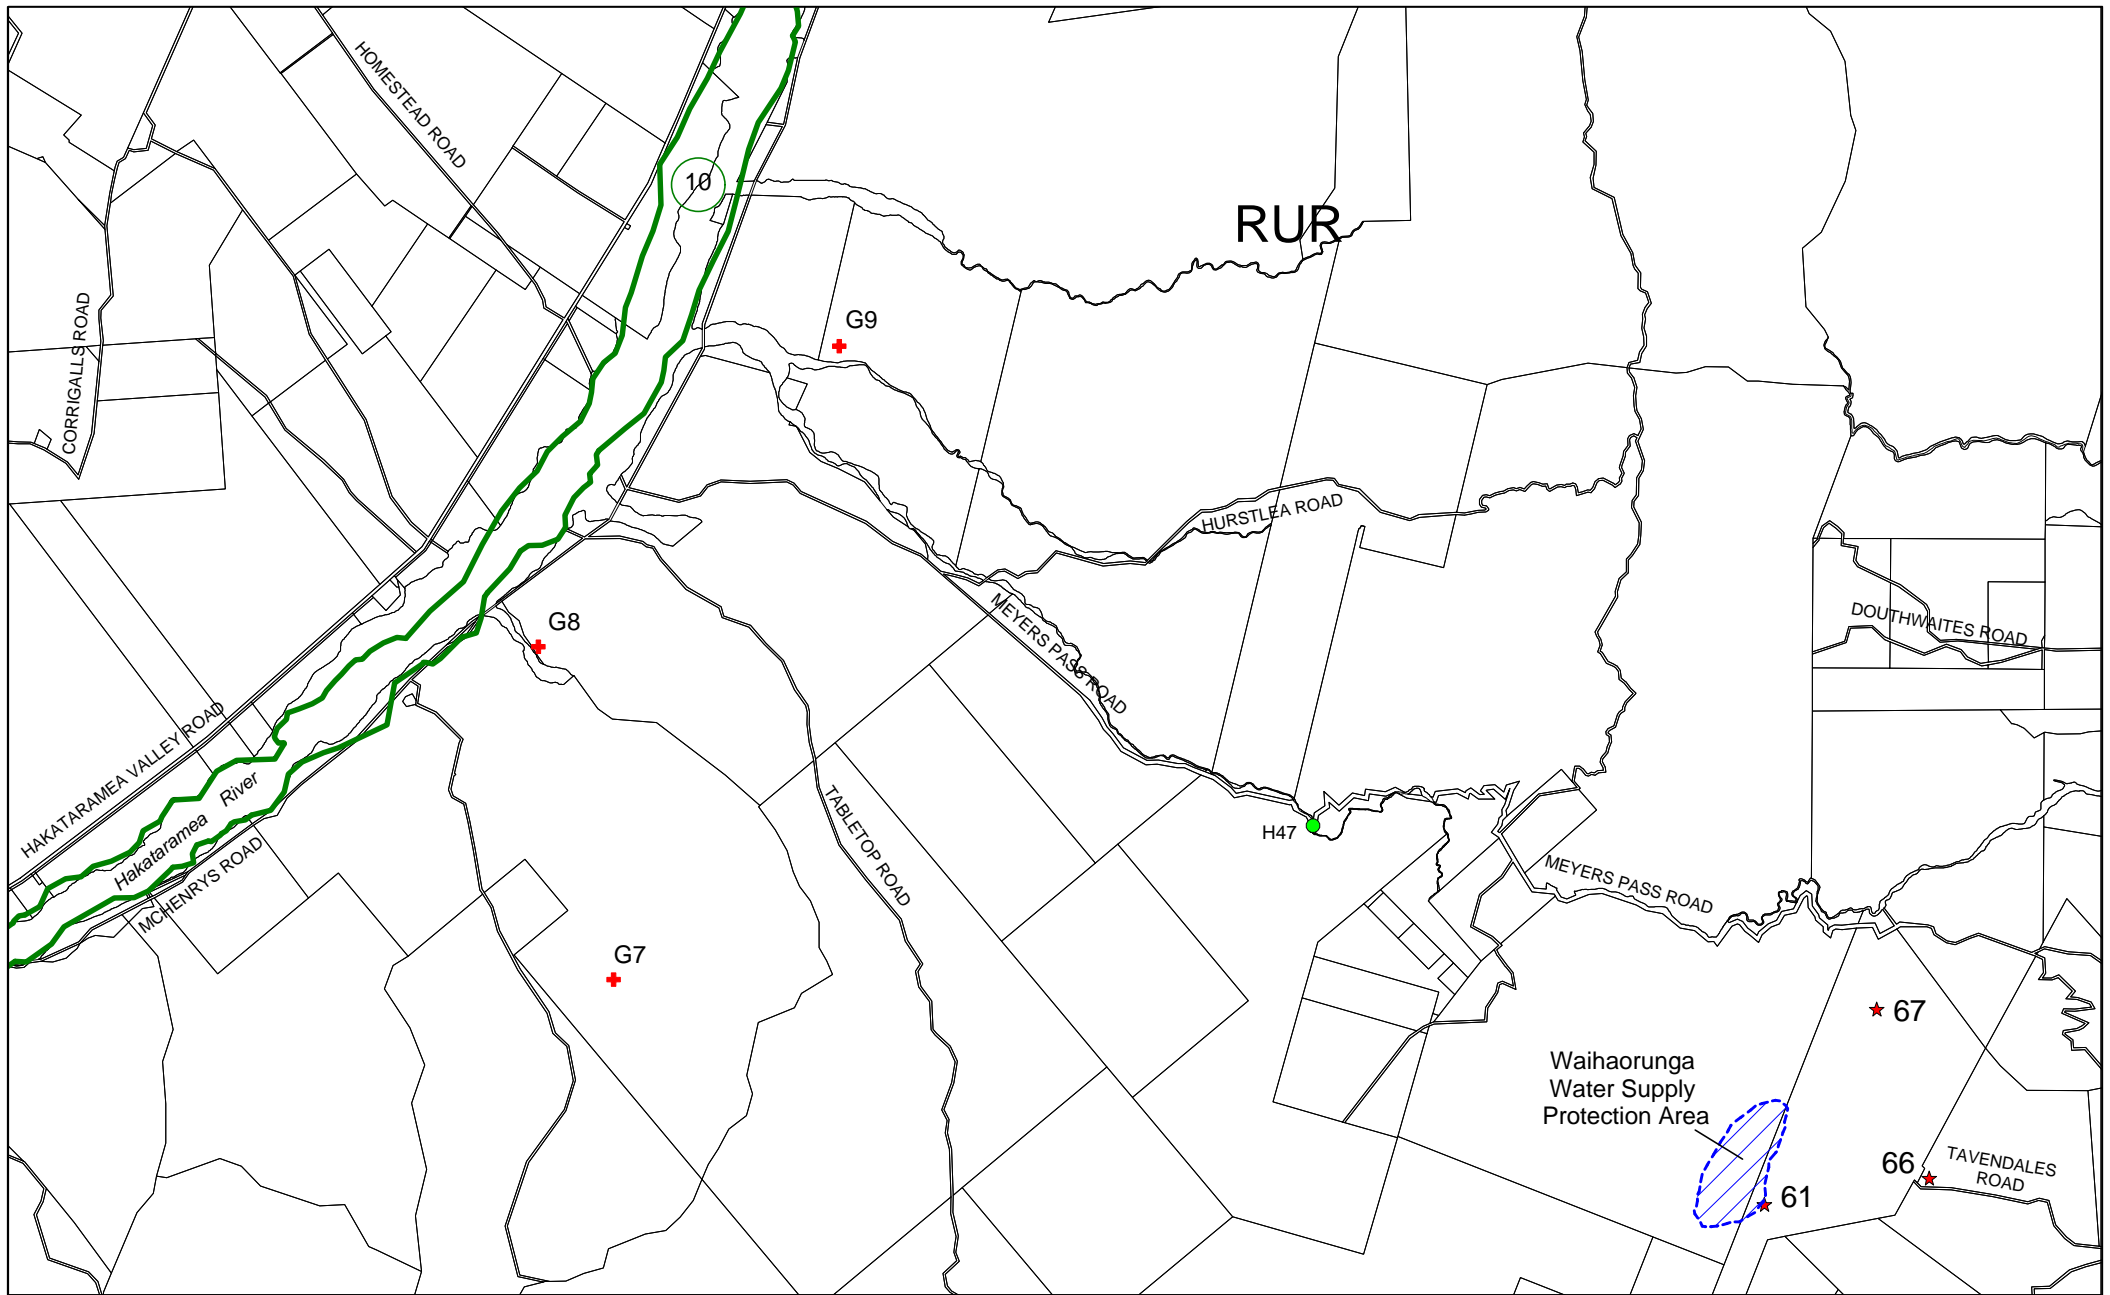 HOMESTEAD ROAD
10
RUR
CORRIGALLS ROAD
G9
HURSTLEA ROAD
MEYERS PASS ROAD
DOUTHWAITES ROAD
G8
HAKATARAMEA VALLEY ROAD
River
Hakataramea
MCHENRYS ROAD
TABLETOP ROAD
H47
MEYERS PASS ROAD
G7
67
Waihaorunga
Water Supply
Protection Area
66
TAVENDALES
ROAD
61